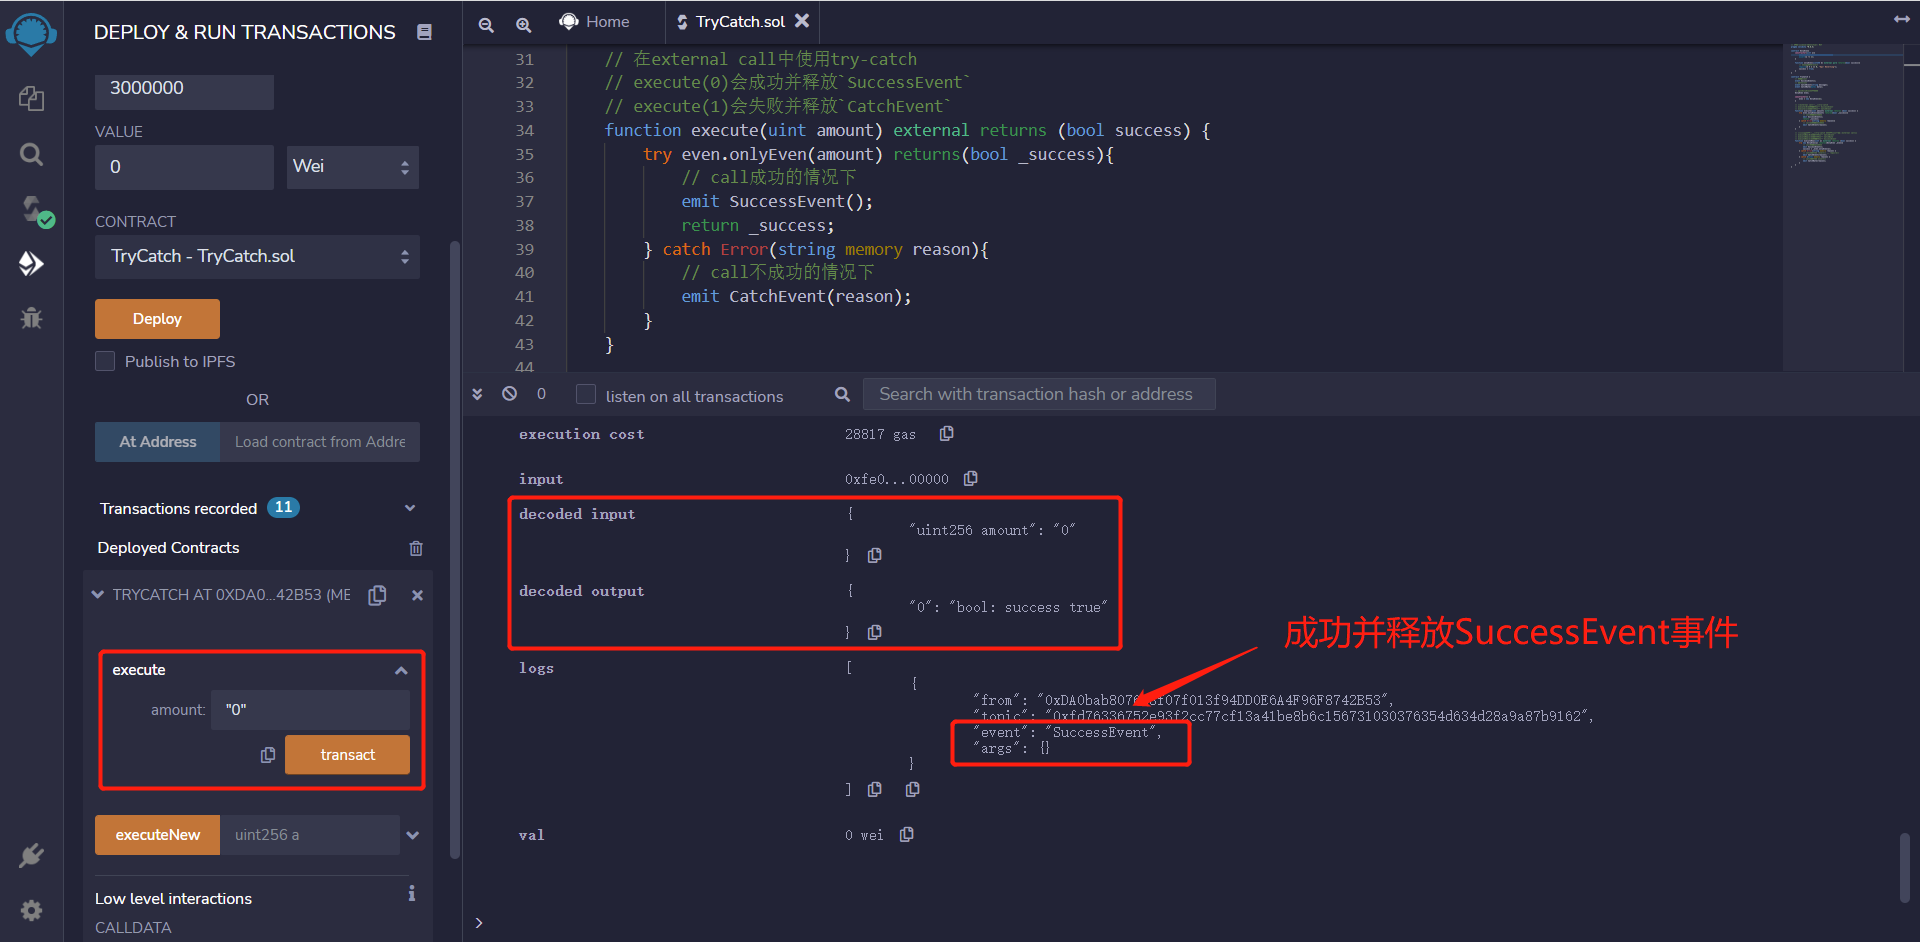 DEPLOY & RUN TRANSACTIONS
3000000
VALUE
0
Wei
CONTRACT
TryCatch - TryCatch.sol
Deploy
Publish to IPFS
OR
At Address
Load contract from Addre
Transactions recorded 11
Deployed Contracts
TRYCATCH AT 0XDA0...42B53 (ME
execute
amount: "0"
transact
executeNew
uint256 a
Low level interactions
CALLDATA
Home
TryCatch.sol
31 // 在external call中使用try-catch
32 // execute(0)会成功并释放`SuccessEvent`
33 // execute(1)会失败并释放`CatchEvent`
34 function execute(uint amount) external returns (bool success) {
35 try even.onlyEven(amount) returns(bool _success){
36 // call成功的情况下
37 emit SuccessEvent();
38 return _success;
39 } catch Error(string memory reason){
40 // call不成功的情况下
41 emit CatchEvent(reason);
42 }
43 }
44
0
listen on all transactions
Search with transaction hash or address
execution cost 28817 gas
input 0xfe0...00000
decoded input {
"uint256 amount": "0"
}
decoded output {
"0": "bool: success true"
}
成功并释放SuccessEvent事件
logs [
{
"from":
"topic": "0xfd76336752e93f2cc77cf13a41be8b6c156731030376354d634d28a9a87b9162",
"event": "SuccessEvent",
"args": {}
}
]
val 0 wei
>